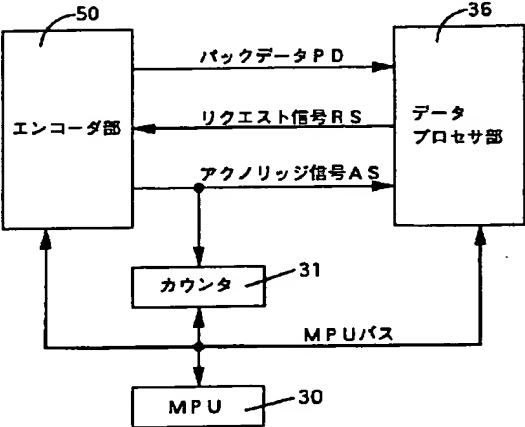 50
36
パックデータPD
エンコーダ部
リクエスト信号RS
データ
プロセサ部
アクノリッジ信号AS
カウンタ
31
MPUバス
MPU
30